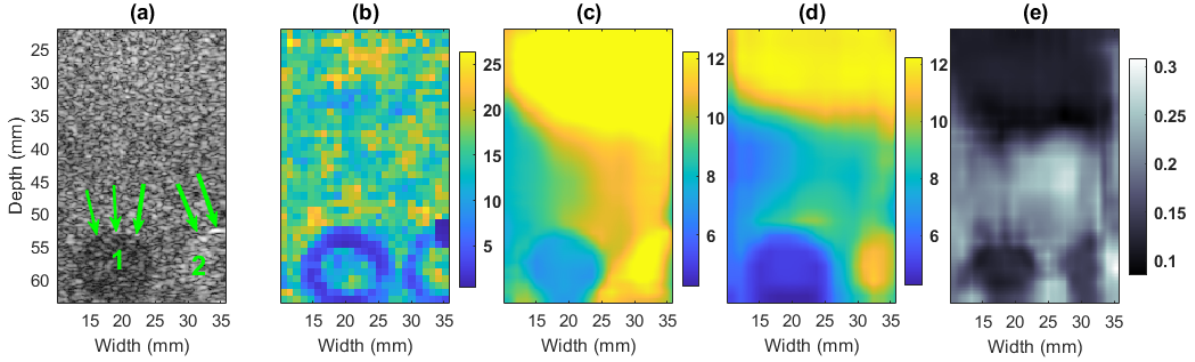 (a) (b) (c) (d) (e)
25 30 35 40 45 50 55 60
Depth (mm)
1 2
25 20 15 10 5
12 10 8 6
12 10 8 6
0.3 0.25 0.2 0.15 0.1
15 20 25 30 35 15 20 25 30 35 15 20 25 30 35 15 20 25 30 35 15 20 25 30 35
Width (mm) Width (mm) Width (mm) Width (mm) Width (mm)